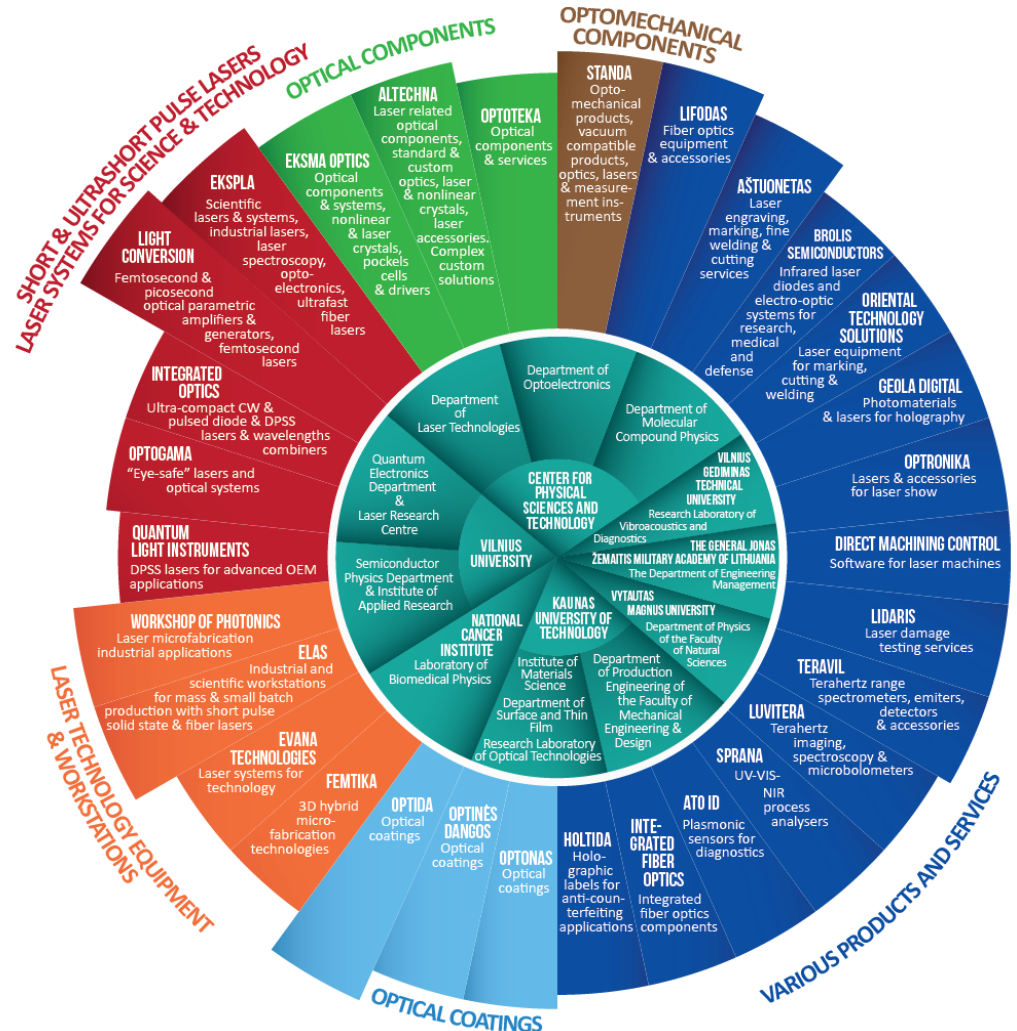 SHORT & ULTRASHORT PULSE LASERS
LASER SYSTEMS FOR SCIENCE & TECHNOLOGY
LIGHT
CONVERSION
Femtosecond &
picosecond
optical parametric
amplifiers &
generators,
femtosecond
lasers
EKSPLA
Scientific
lasers & systems,
industrial lasers,
laser
spectroscopy,
opto-
electronics,
ultrafast
fiber
lasers
INTEGRATED
OPTICS
Ultra-compact CW &
pulsed diode & DPSS
lasers & wavelengths
combiners
OPTOGAMA
“Eye-safe” lasers and
optical systems
QUANTUM
LIGHT INSTRUMENTS
DPSS lasers for advanced OEM
applications
OPTICAL COMPONENTS
EKSMA OPTICS
Optical
components
& systems,
nonlinear
& laser
crystals,
pockels
cells
& drivers
ALTECHNA
Laser related
optical
components,
standard &
custom
optics, laser
& nonlinear
crystals,
laser
accessories.
Complex
custom
solutions
OPTOTEKA
Optical
components
& services
OPTOMECHANICAL
COMPONENTS
STANDA
Opto-
mechanical
products,
vacuum
compatible
products,
optics, lasers
& measure-
ment ins-
truments
LIFODAS
Fiber optics
equipment
& accessories
AŠTUONETAS
Laser
engraving,
marking, fine
welding &
cutting
services
BROLIS
SEMICONDUCTORS
Infrared laser
diodes and
electro-optic
systems for
research,
medical
and
defense
ORIENTAL
TECHNOLOGY
SOLUTIONS
Laser equipment
for marking,
cutting &
welding
GEOLA DIGITAL
Photomaterials
& lasers for holography
OPTRONIKA
Lasers & accessories
for laser show
DIRECT MACHINING CONTROL
Software for laser machines
LIDARIS
Laser damage
testing services
TERAVIL
Terahertz range
spectrometers, emiters,
detectors
& accessories
LUVITERA
Terahertz
imaging,
spectroscopy &
microbolometers
SPRANA
UV-VIS-
NIR
process
analysers
ATO ID
Plasmonic
sensors for
diagnostics
INTE-
GRATED
FIBER
OPTICS
Integrated
fiber optics
components
HOLTIDA
Holo-
graphic
labels for
anti-coun-
terfeiting
applications
VARIOUS PRODUCTS AND SERVICES
OPTONAS
Optical
coatings
OPTINĖS
DANGOS
Optical
coatings
OPTIDA
Optical
coatings
OPTICAL COATINGS
WORKSHOP OF PHOTONICS
Laser microfabrication
industrial applications
ELAS
Industrial and
scientific workstations
for mass & small batch
production with short pulse
solid state & fiber lasers
EVANA
TECHNOLOGIES
Laser systems for
technology
FEMTIKA
3D hybrid
micro-
fabrication
technologies
LASER TECHNOLOGY EQUIPMENT
& WORKSTATIONS
CENTER FOR
PHYSICAL
SCIENCES AND
TECHNOLOGY
Department
of
Laser Technologies
Department of
Optoelectronics
Department of
Molecular
Compound Physics
VILNIUS
GEDIMINAS
TECHNICAL
UNIVERSITY
Research Laboratory of
Vibroacoustics and
Diagnostics
THE GENERAL JONAS
ŽEMAITIS MILITARY ACADEMY OF LITHUANIA
The Department of Engineering
Management
VYTAUTAS
MAGNUS UNIVERSITY
Department of Physics
of the Faculty
of Natural
Sciences
KAUNAS
UNIVERSITY OF
TECHNOLOGY
Department
of Production
Engineering of
the Faculty of
Mechanical
Engineering &
Design
Institute of
Materials
Science
Department of
Surface and Thin
Film
Research Laboratory
of Optical Technologies
NATIONAL
CANCER
INSTITUTE
Laboratory of
Biomedical Physics
VILNIUS
UNIVERSITY
Semiconductor
Physics Department
& Institute of
Applied Research
Quantum
Electronics
Department
&
Laser Research
Centre